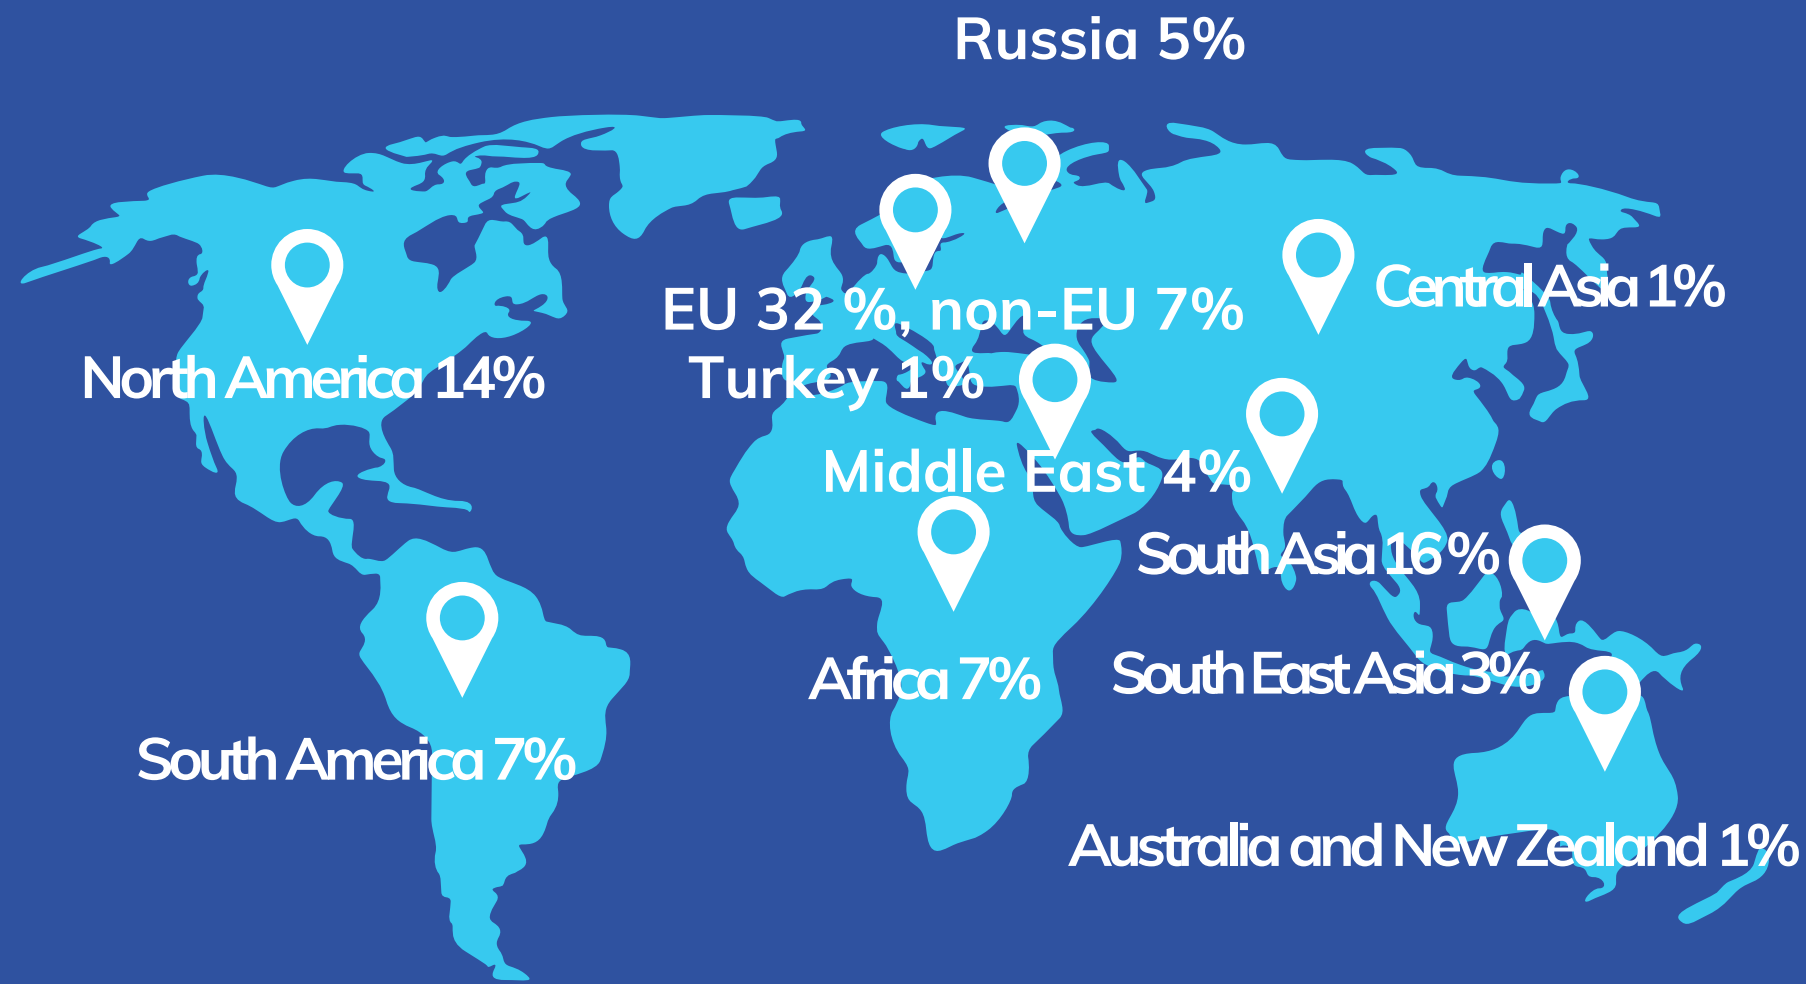 Russia 5%
Central Asia 1%
EU 32 %, non-EU 7%
North America 14%
Turkey 1%
Middle East 4%
South Asia 16%
Africa 7%
South East Asia 3%
South America 7%
Australia and New Zealand 1%